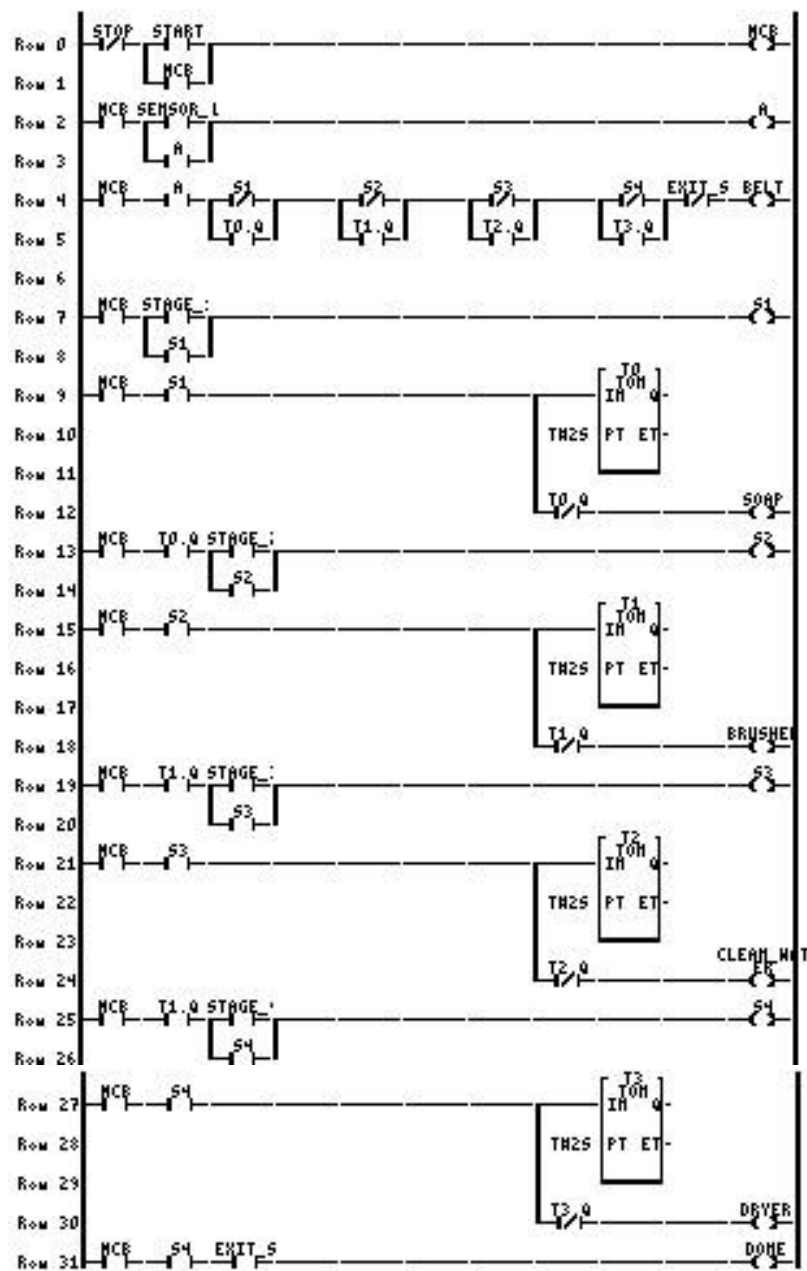 STOP START MCB
Row 0
MCB
Row 1
MCB SENSOR_1 A
Row 2
A
Row 3
MCB A S1 S2 S3 S4 EXIT_S BELT
Row 4
T0.Q T1.Q T2.Q T3.Q
Row 5
Row 6
MCB STAGE_ S1
Row 7
S1
Row 8
T0
MCB S1 TON
Row 9 IN Q
Row 10 T#2S PT ET
Row 11
T0.Q SOAP
Row 12
MCB T0.Q STAGE_ S2
Row 13
S2
Row 14
T1
MCB S2 TON
Row 15 IN Q
Row 16 T#2S PT ET
Row 17
T1.Q BRUSHE
Row 18
MCB T1.Q STAGE_ S3
Row 19
S3
Row 20
T2
MCB S3 TON
Row 21 IN Q
Row 22 T#2S PT ET
Row 23
T2.Q CLEAN_WAT
Row 24 ER
MCB T1.Q STAGE_ S4
Row 25
S4
Row 26
T3
MCB S4 TON
Row 27 IN Q
Row 28 T#2S PT ET
Row 29
T3.Q DRYER
Row 30
MCB S4 EXIT_S DONE
Row 31